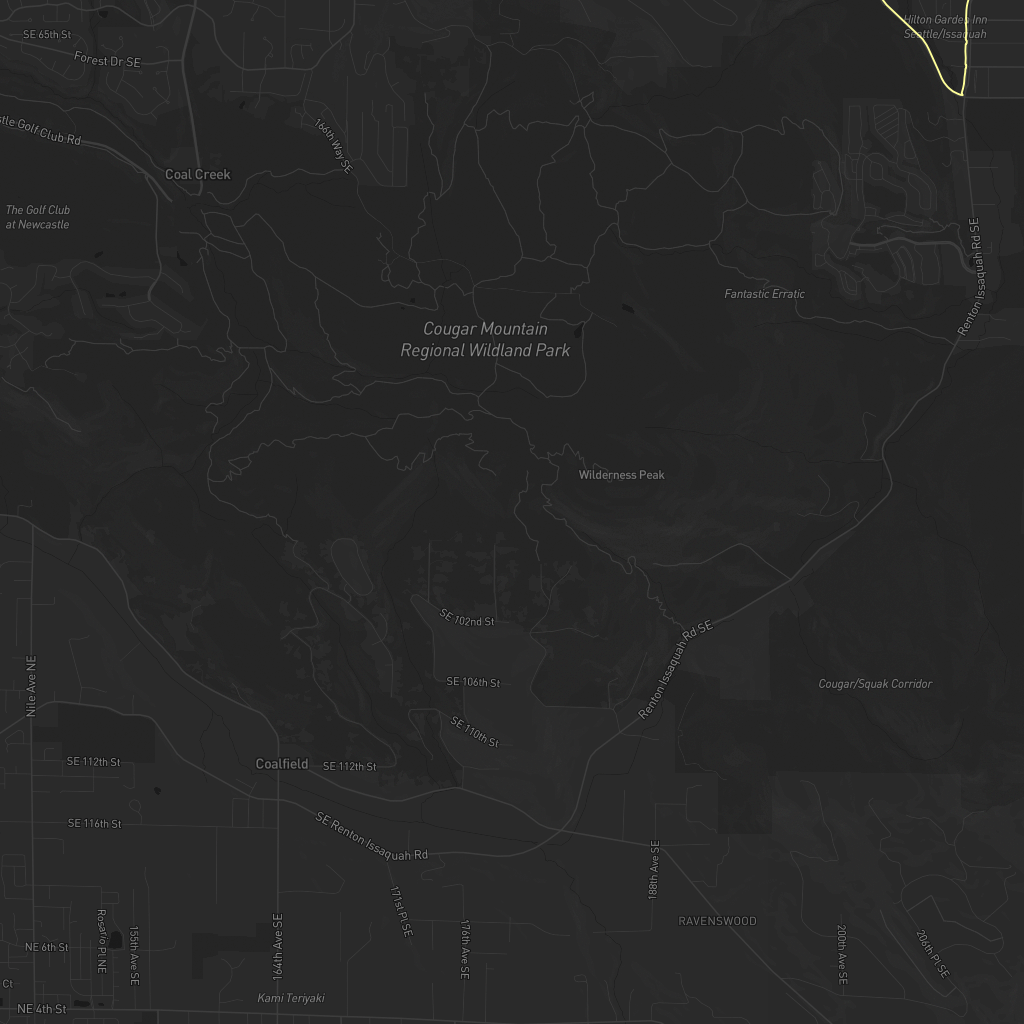 Hilton Garden Inn
Seattle/Issaquah
SE 65th St
Forest Dr SE
stle Golf Club Rd
166th Way SE
Coal Creek
The Golf Club
at Newcastle
Renton Issaquah Rd SE
Fantastic Erratic
Cougar Mountain
Regional Wildland Park
Wilderness Peak
SE 102nd St
Renton Issaquah Rd SE
SE 106th St
Cougar/Squak Corridor
Nile Ave NE
SE 110th St
SE 112th St
Coalfield
SE 112th St
SE 116th St
SE Renton Issaquah Rd
188th Ave SE
171st Pl SE
RAVENSWOOD
Rosario Pl NE
155th Ave SE
164th Ave SE
176th Ave SE
200th Ave SE
206th Pl SE
NE 6th St
Ct
Kami Teriyaki
NE 4th St